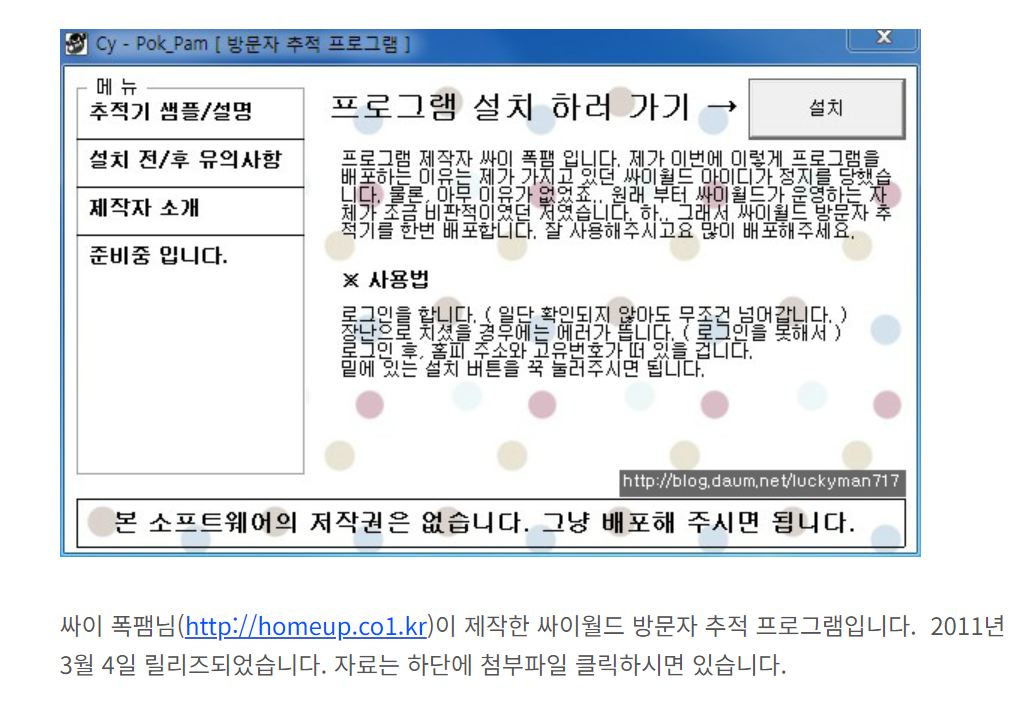 Cy - Pok_Pam [ 방문자 추적 프로그램 ]
메 뉴
추적기 샘플/설명
설치 전/후 유의사항
제작자 소개
준비중 입니다.
프로그램 설치 하러 가기 →
설치
프로그램 제작자 싸이 폭팸 입니다. 제가 이번에 이렇게 프로그램을
배포하는 이유는 제가 가지고 있던 싸이월드 아이디가 정지를 당했습
니다. 물론, 아무 이유가 없었죠.. 원래 부터 싸이월드가 운영하는 자
체가 조금 비판적이였던 저였습니다. 하.. 그래서 싸이월드 방문자 추
적기를 한번 배포합니다. 잘 사용해주시고요 많이 배포해주세요.
※ 사용법
로그인을 합니다. ( 일단 확인되지 않아도 무조건 넘어갑니다. )
장난으로 치셨을 경우에는 에러가 뜹니다. ( 로그인을 못해서 )
로그인 후, 홈피 주소와 고유번호가 떠 있을 겁니다.
밑에 있는 설치 버튼을 꾹 눌러주시면 됩니다.
http://blog.daum.net/luckyman717
본 소프트웨어의 저작권은 없습니다. 그냥 배포해 주시면 됩니다.
싸이 폭팸님(http://homeup.co1.kr)이 제작한 싸이월드 방문자 추적 프로그램입니다. 2011년
3월 4일 릴리즈되었습니다. 자료는 하단에 첨부파일 클릭하시면 있습니다.